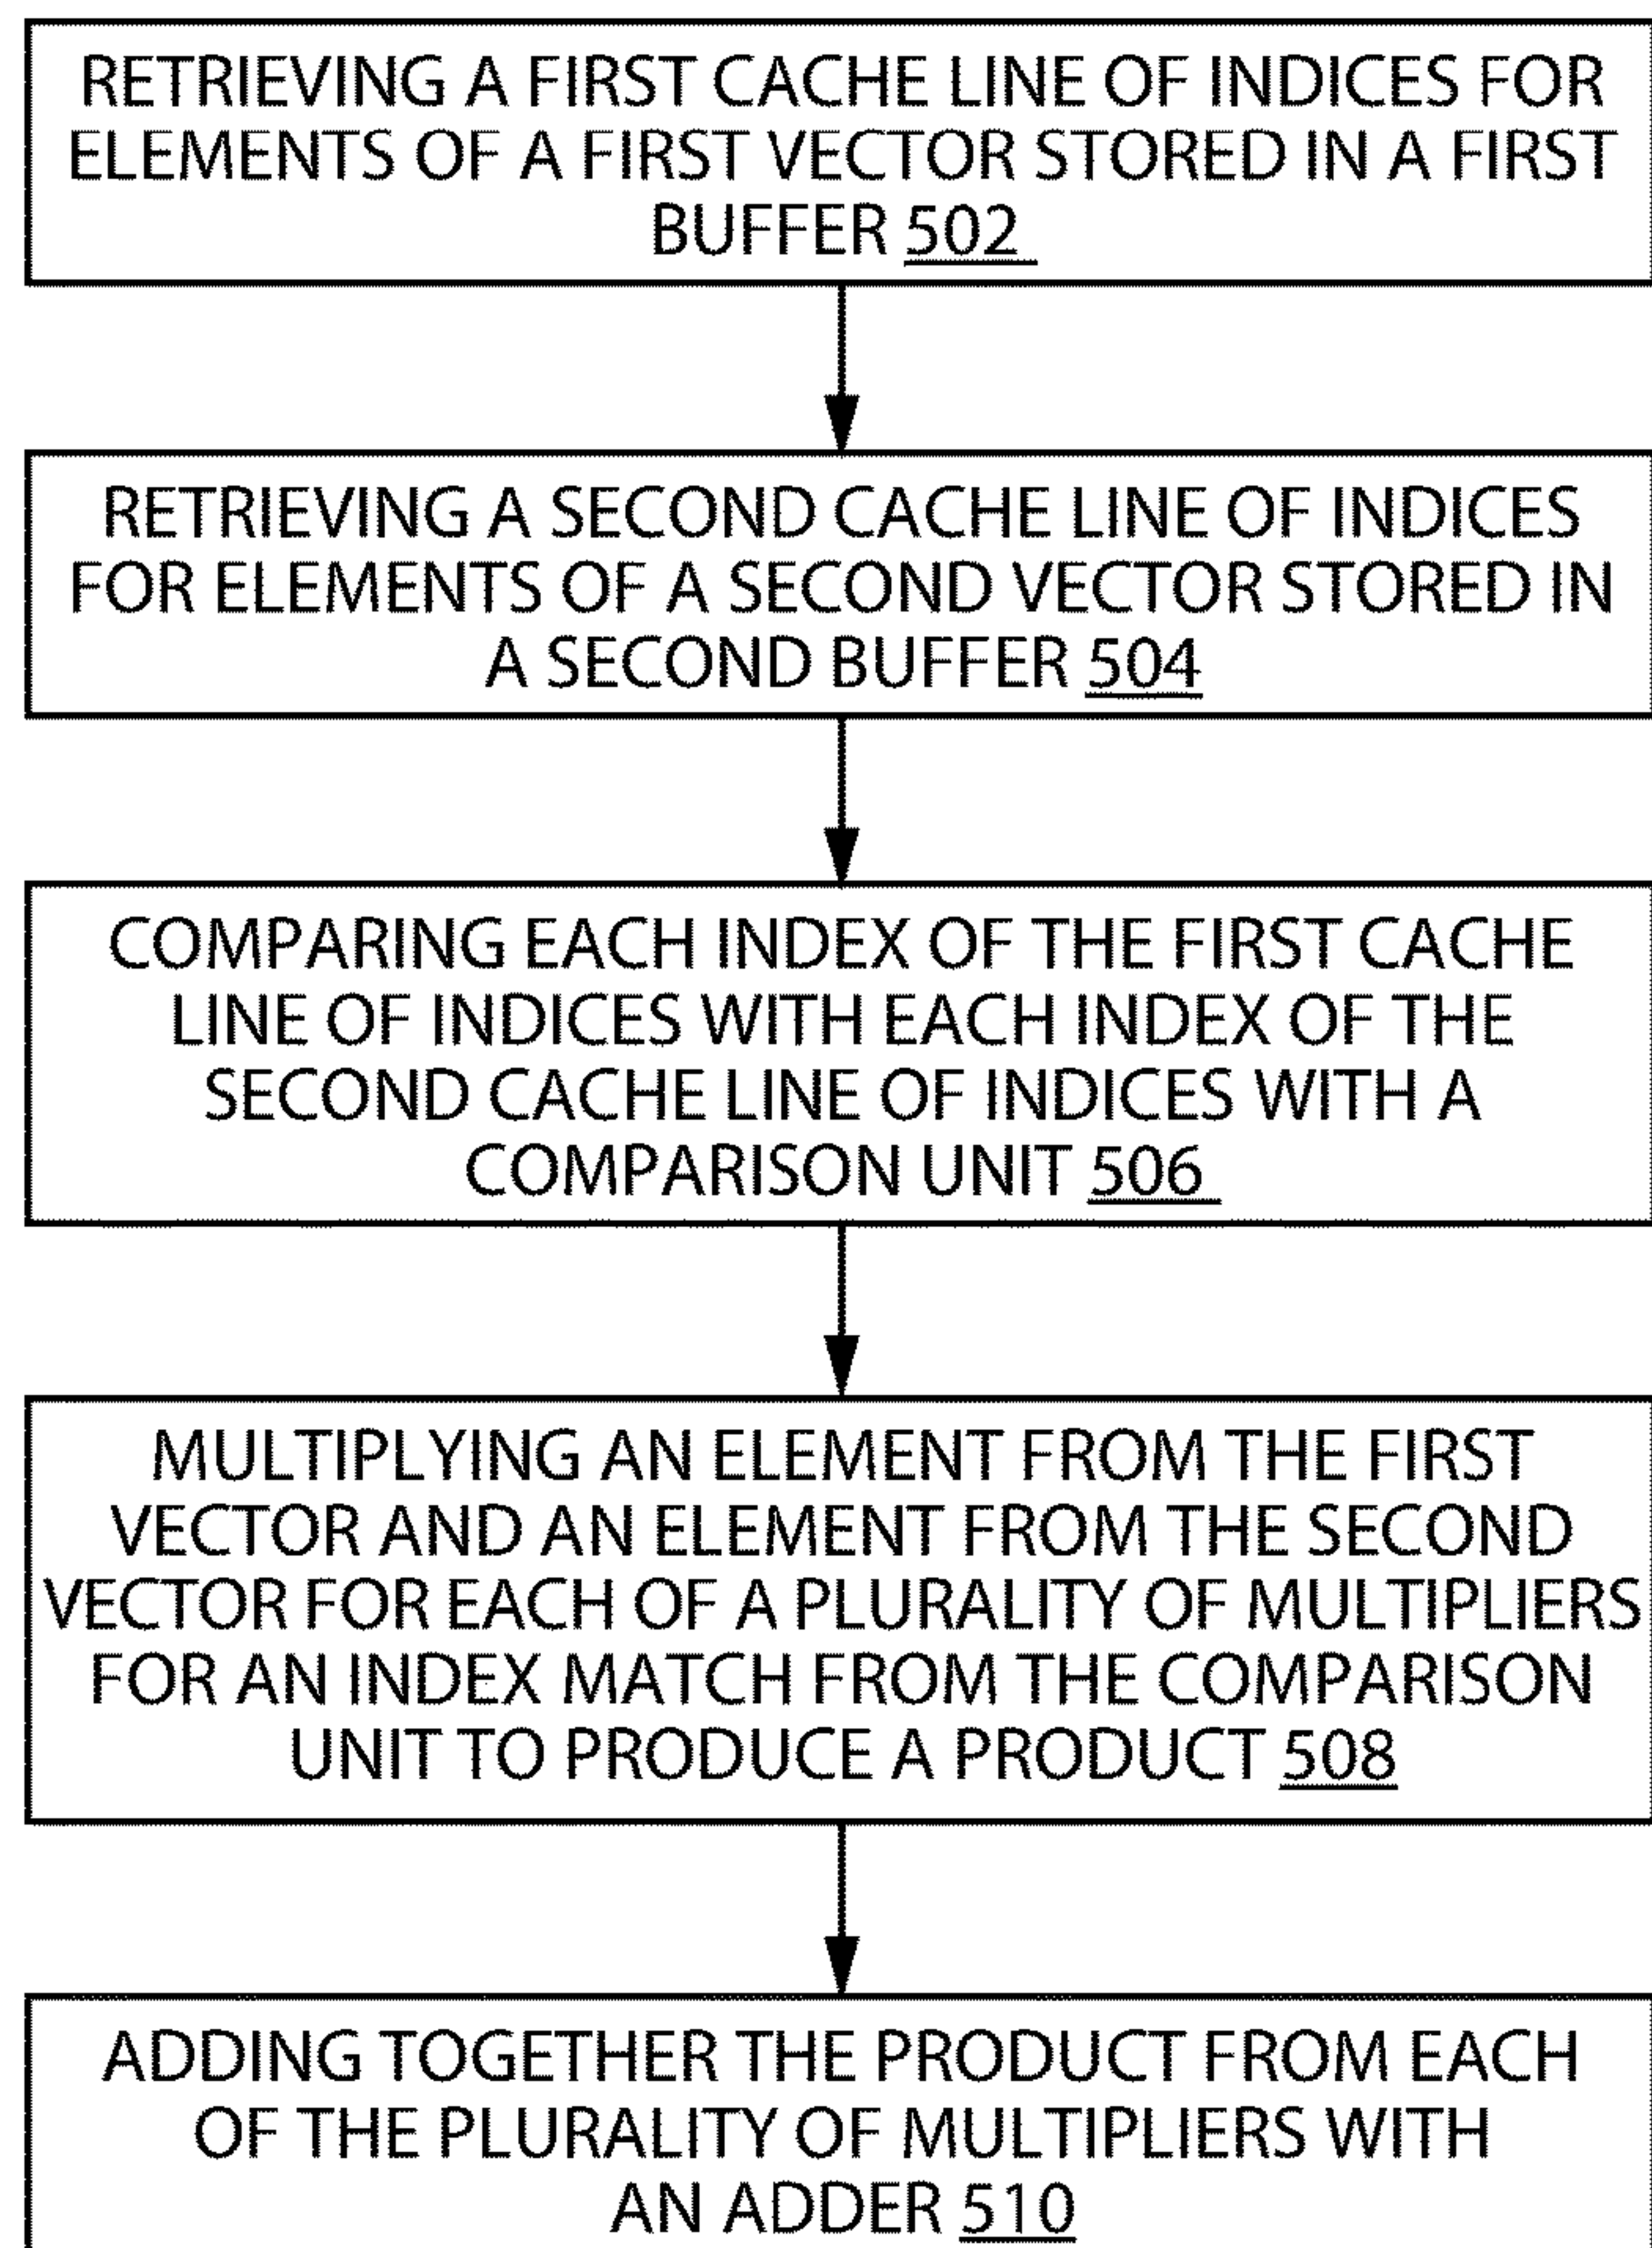 RETRIEVING A FIRST CACHE LINE OF INDICES FOR
ELEMENTS OF A FIRST VECTOR STORED IN A FIRST
BUFFER 502
RETRIEVING A SECOND CACHE LINE OF INDICES
FOR ELEMENTS OF A SECOND VECTOR STORED IN
A SECOND BUFFER 504
COMPARING EACH INDEX OF THE FIRST CACHE
LINE OF INDICES WITH EACH INDEX OF THE
SECOND CACHE LINE OF INDICES WITH A
COMPARISON UNIT 506
MULTIPLYING AN ELEMENT FROM THE FIRST
VECTOR AND AN ELEMENT FROM THE SECOND
VECTOR FOR EACH OF A PLURALITY OF MULTIPLIERS
FOR AN INDEX MATCH FROM THE COMPARISON
UNIT TO PRODUCE A PRODUCT 508
ADDING TOGETHER THE PRODUCT FROM EACH
OF THE PLURALITY OF MULTIPLIERS WITH
AN ADDER 510